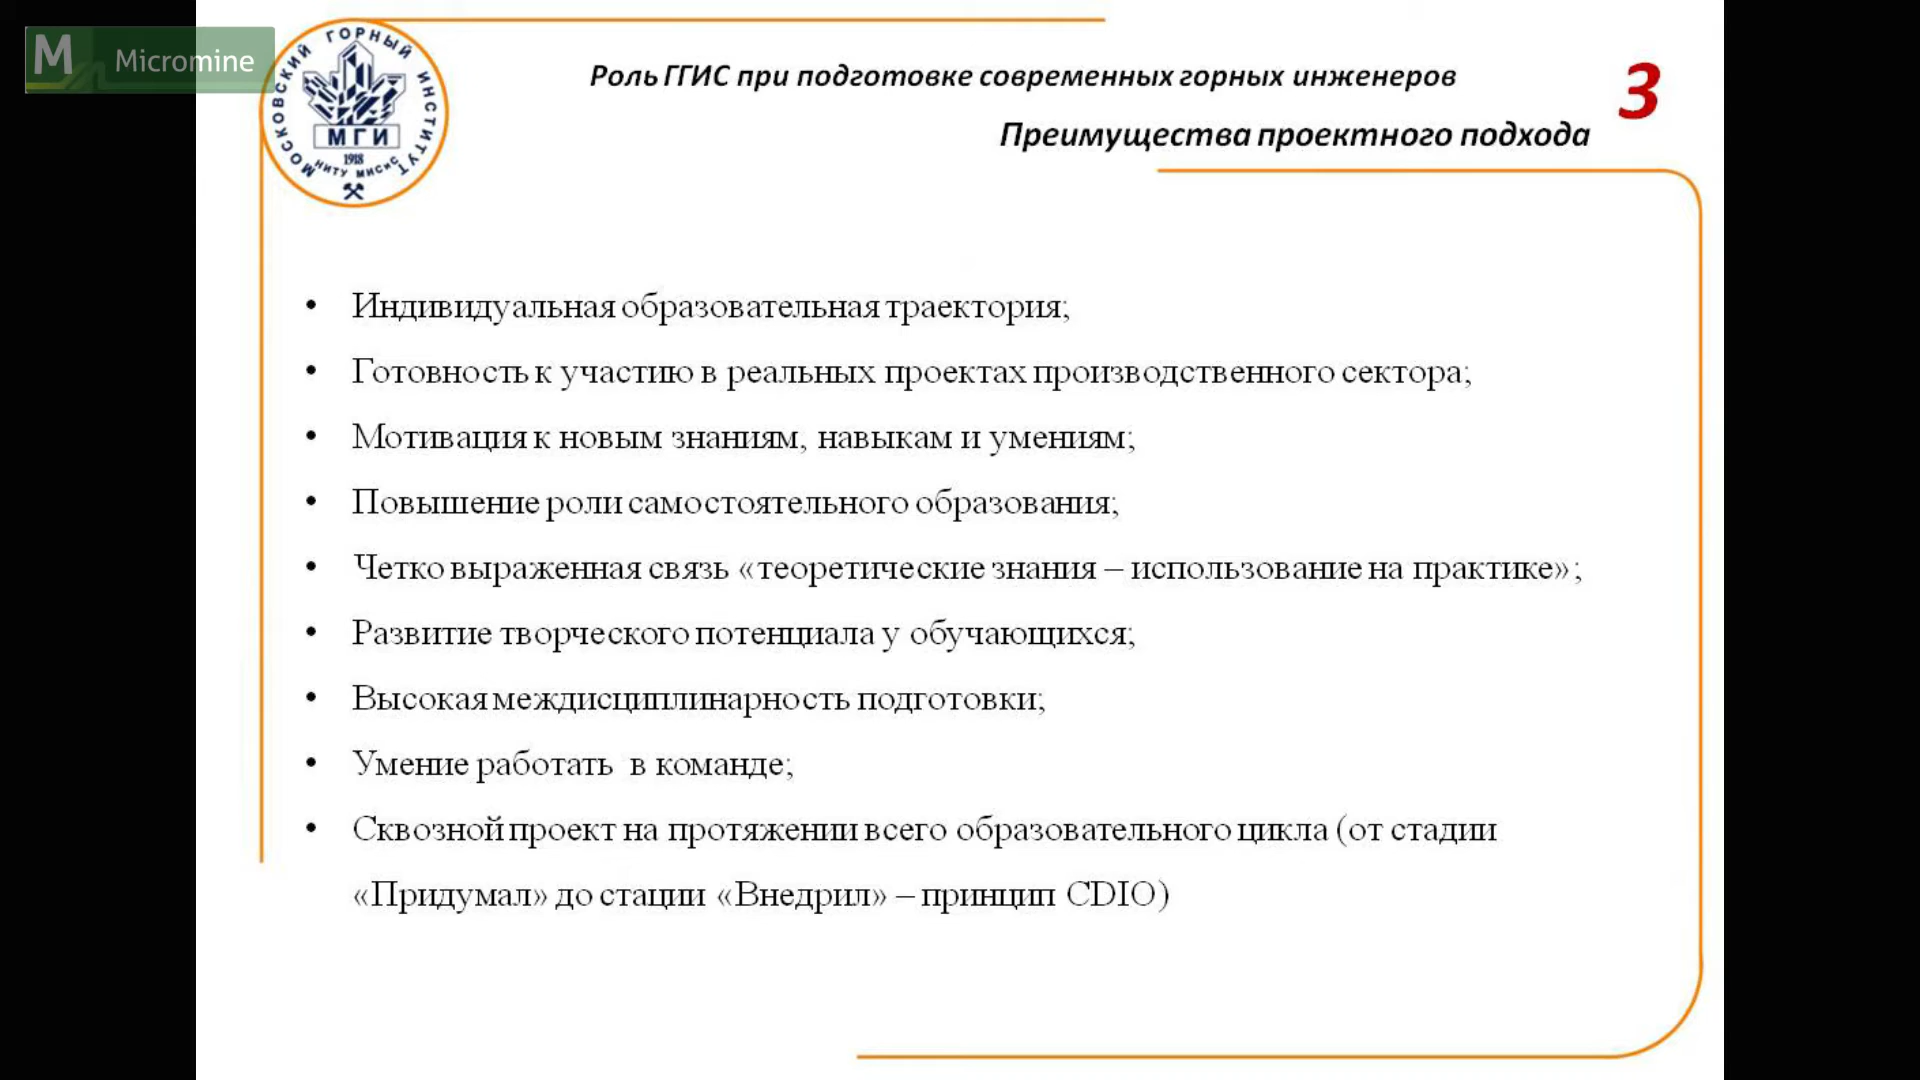 Micromine
МОСКОВСКИЙ ГОРНЫЙ ИНСТИТУТ
МГИ
1918
НИТУ МИСиС
Роль ГГИС при подготовке современных горных инженеров
3
Преимущества проектного подхода
• Индивидуальная образовательная траектория;
• Готовность к участию в реальных проектах производственного сектора;
• Мотивация к новым знаниям, навыкам и умениям;
• Повышение роли самостоятельного образования;
• Четко выраженная связь «теоретические знания – использование на практике»;
• Развитие творческого потенциала у обучающихся;
• Высокая междисциплинарность подготовки;
• Умение работать в команде;
• Сквозной проект на протяжении всего образовательного цикла (от стадии
«Придумал» до стации «Внедрил» – принцип CDIO)